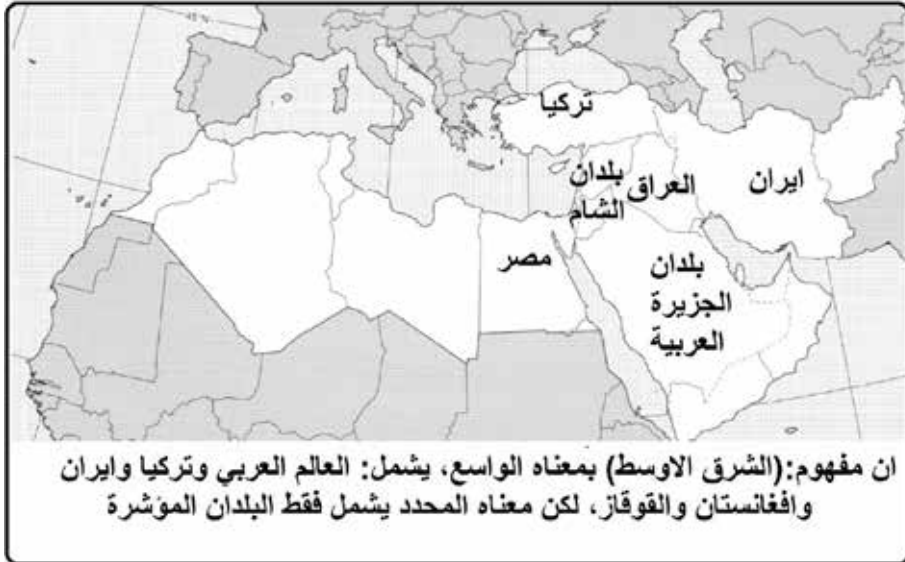 تركيا
بلدان
الشام
العراق
ايران
مصر
بلدان
الجزيرة
العربية
ان مفهوم:(الشرق الاوسط) بمعناه الواسع، يشمل: العالم العربي وتركيا وايران
وافغانستان والقوقاز، لكن معناه المحدد يشمل فقط البلدان المؤشرة